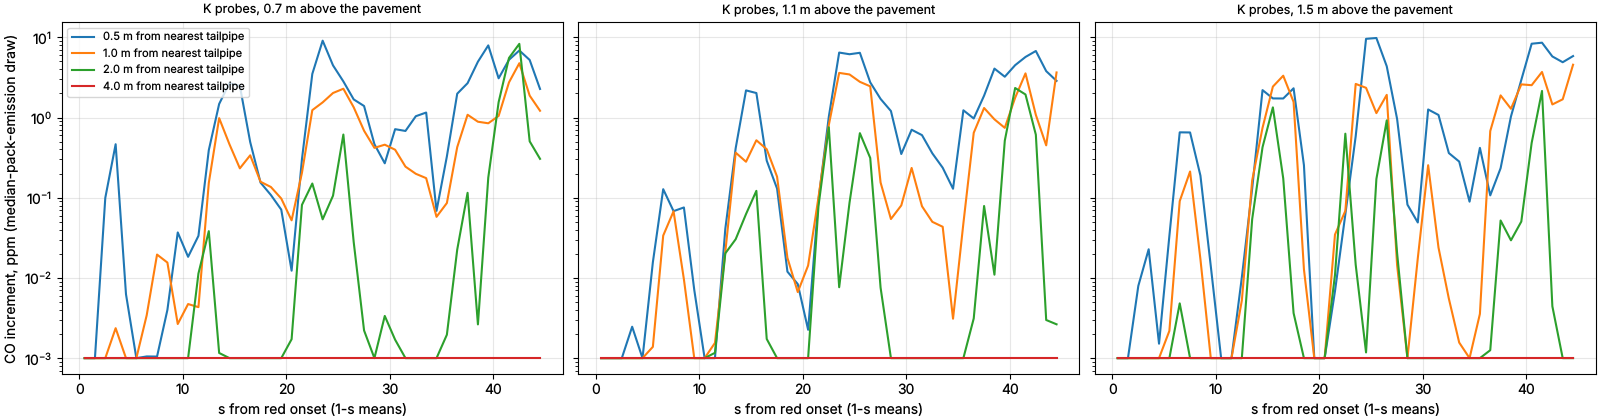 K probes, 0.7 m above the pavement
K probes, 1.1 m above the pavement
K probes, 1.5 m above the pavement
CO increment, ppm (median-pack-emission draw)
0.5 m from nearest tailpipe
1.0 m from nearest tailpipe
2.0 m from nearest tailpipe
4.0 m from nearest tailpipe
10¹
10⁰
10⁻¹
10⁻²
10⁻³
0 10 20 30 40
0 10 20 30 40
0 10 20 30 40
s from red onset (1-s means)
s from red onset (1-s means)
s from red onset (1-s means)